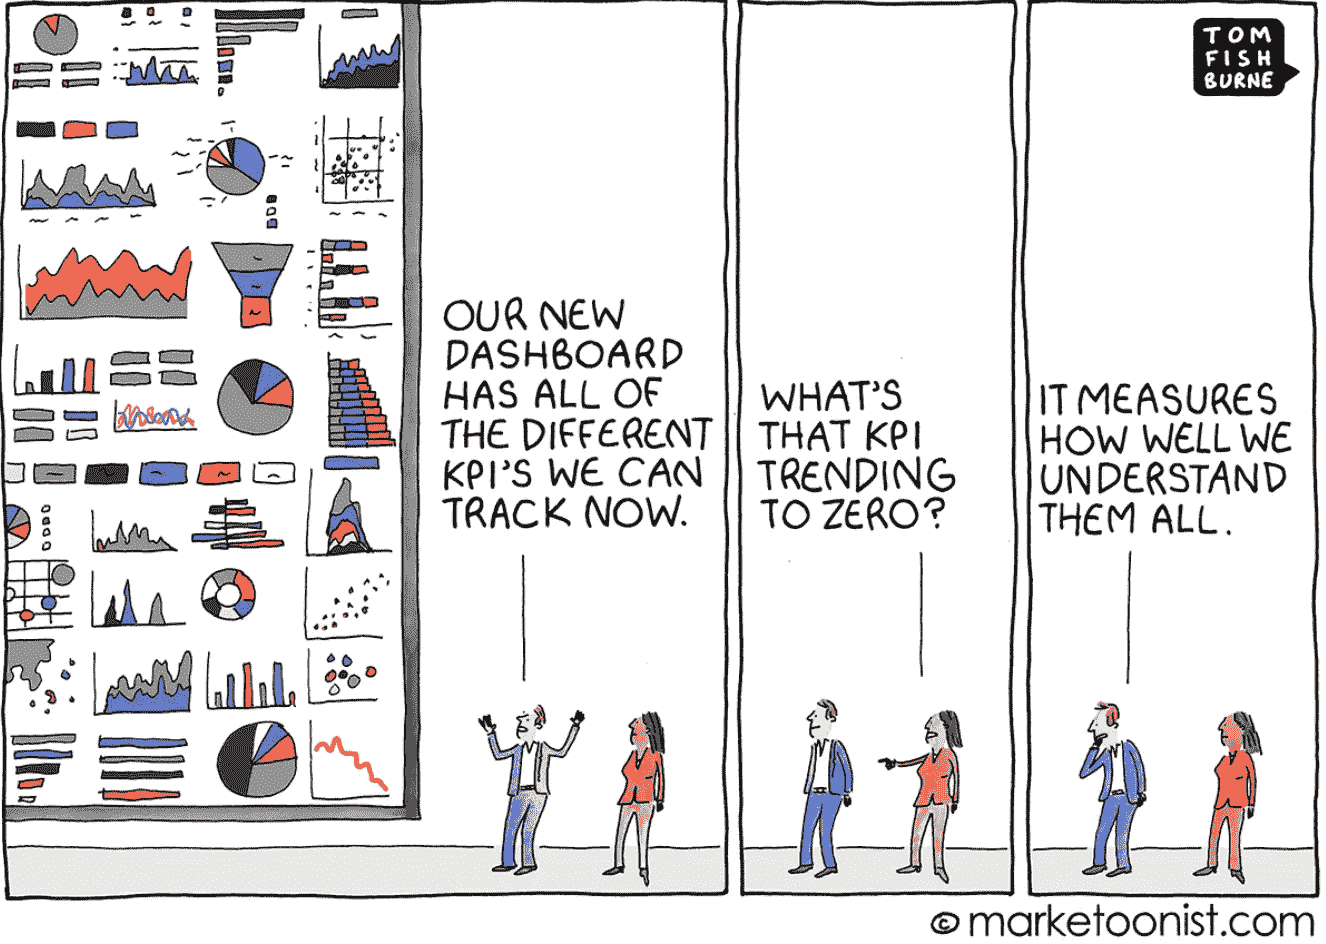 TOM
FISH
BURNE
OUR NEW
DASHBOARD
HAS ALL OF
THE DIFFERENT
KPI'S WE CAN
TRACK NOW.
WHAT'S
THAT KPI
TRENDING
TO ZERO?
IT MEASURES
HOW WELL WE
UNDERSTAND
THEM ALL.
© marketoonist.com